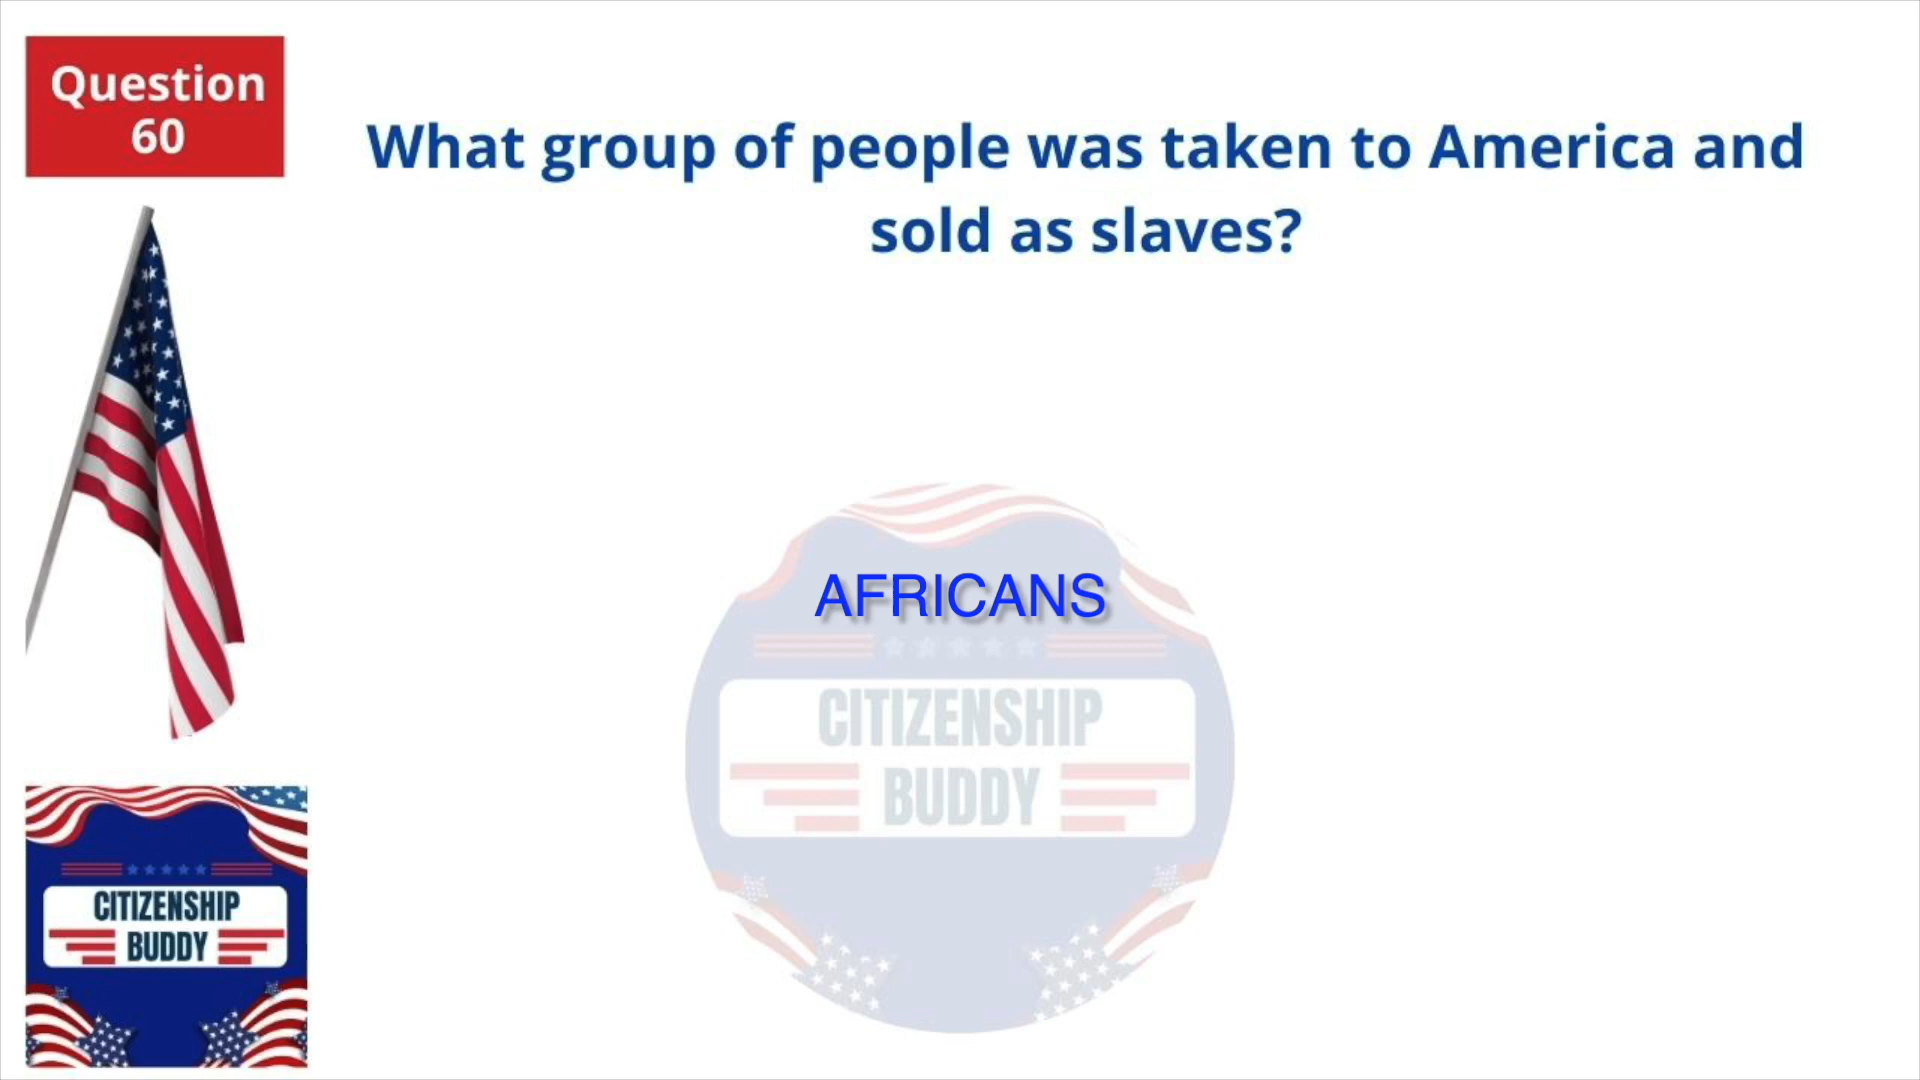 Question
60
What group of people was taken to America and
sold as slaves?
AFRICANS
CITIZENSHIP
BUDDY
CITIZENSHIP
BUDDY